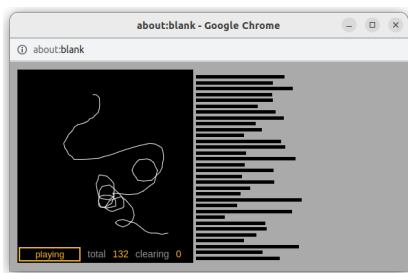 about:blank - Google Chrome
about:blank
playing total 132 clearing 0